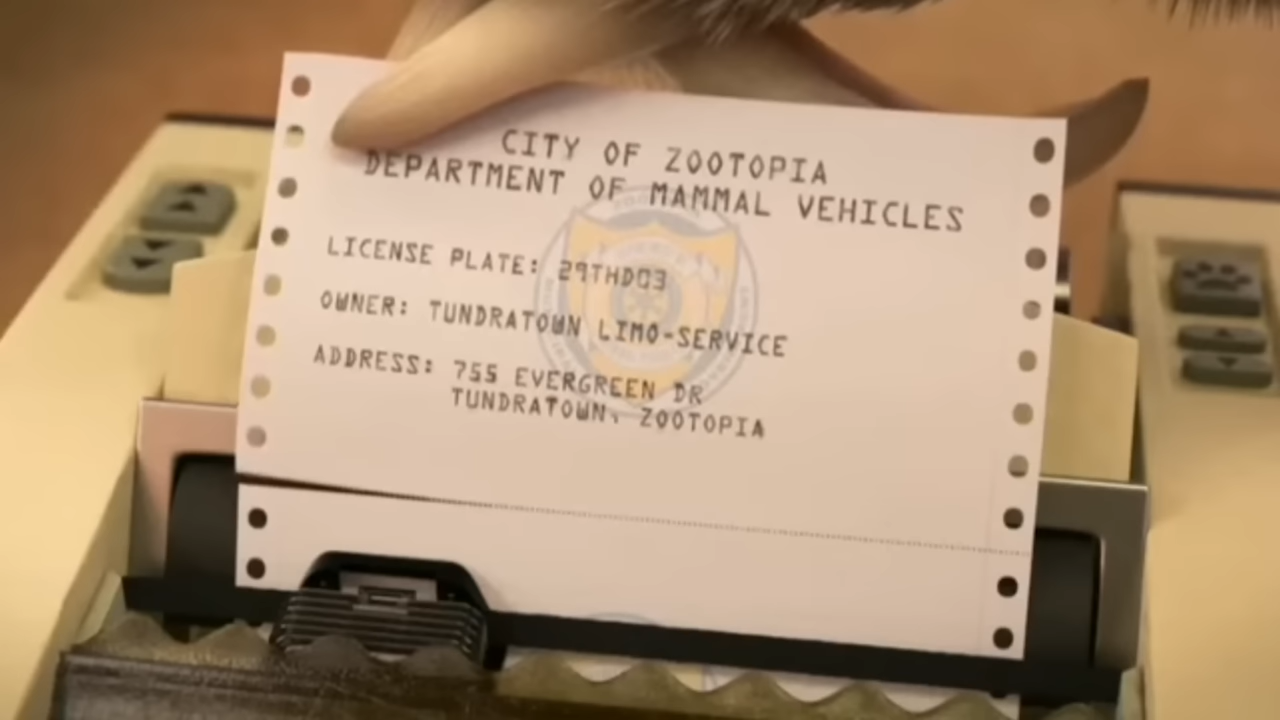 CITY OF ZOOTOPIA
DEPARTMENT OF MAMMAL VEHICLES
LICENSE PLATE: 29THD03
OWNER: TUNDRATOWN LIMO-SERVICE
ADDRESS: 755 EVERGREEN DR
TUNDRATOWN, ZOOTOPIA